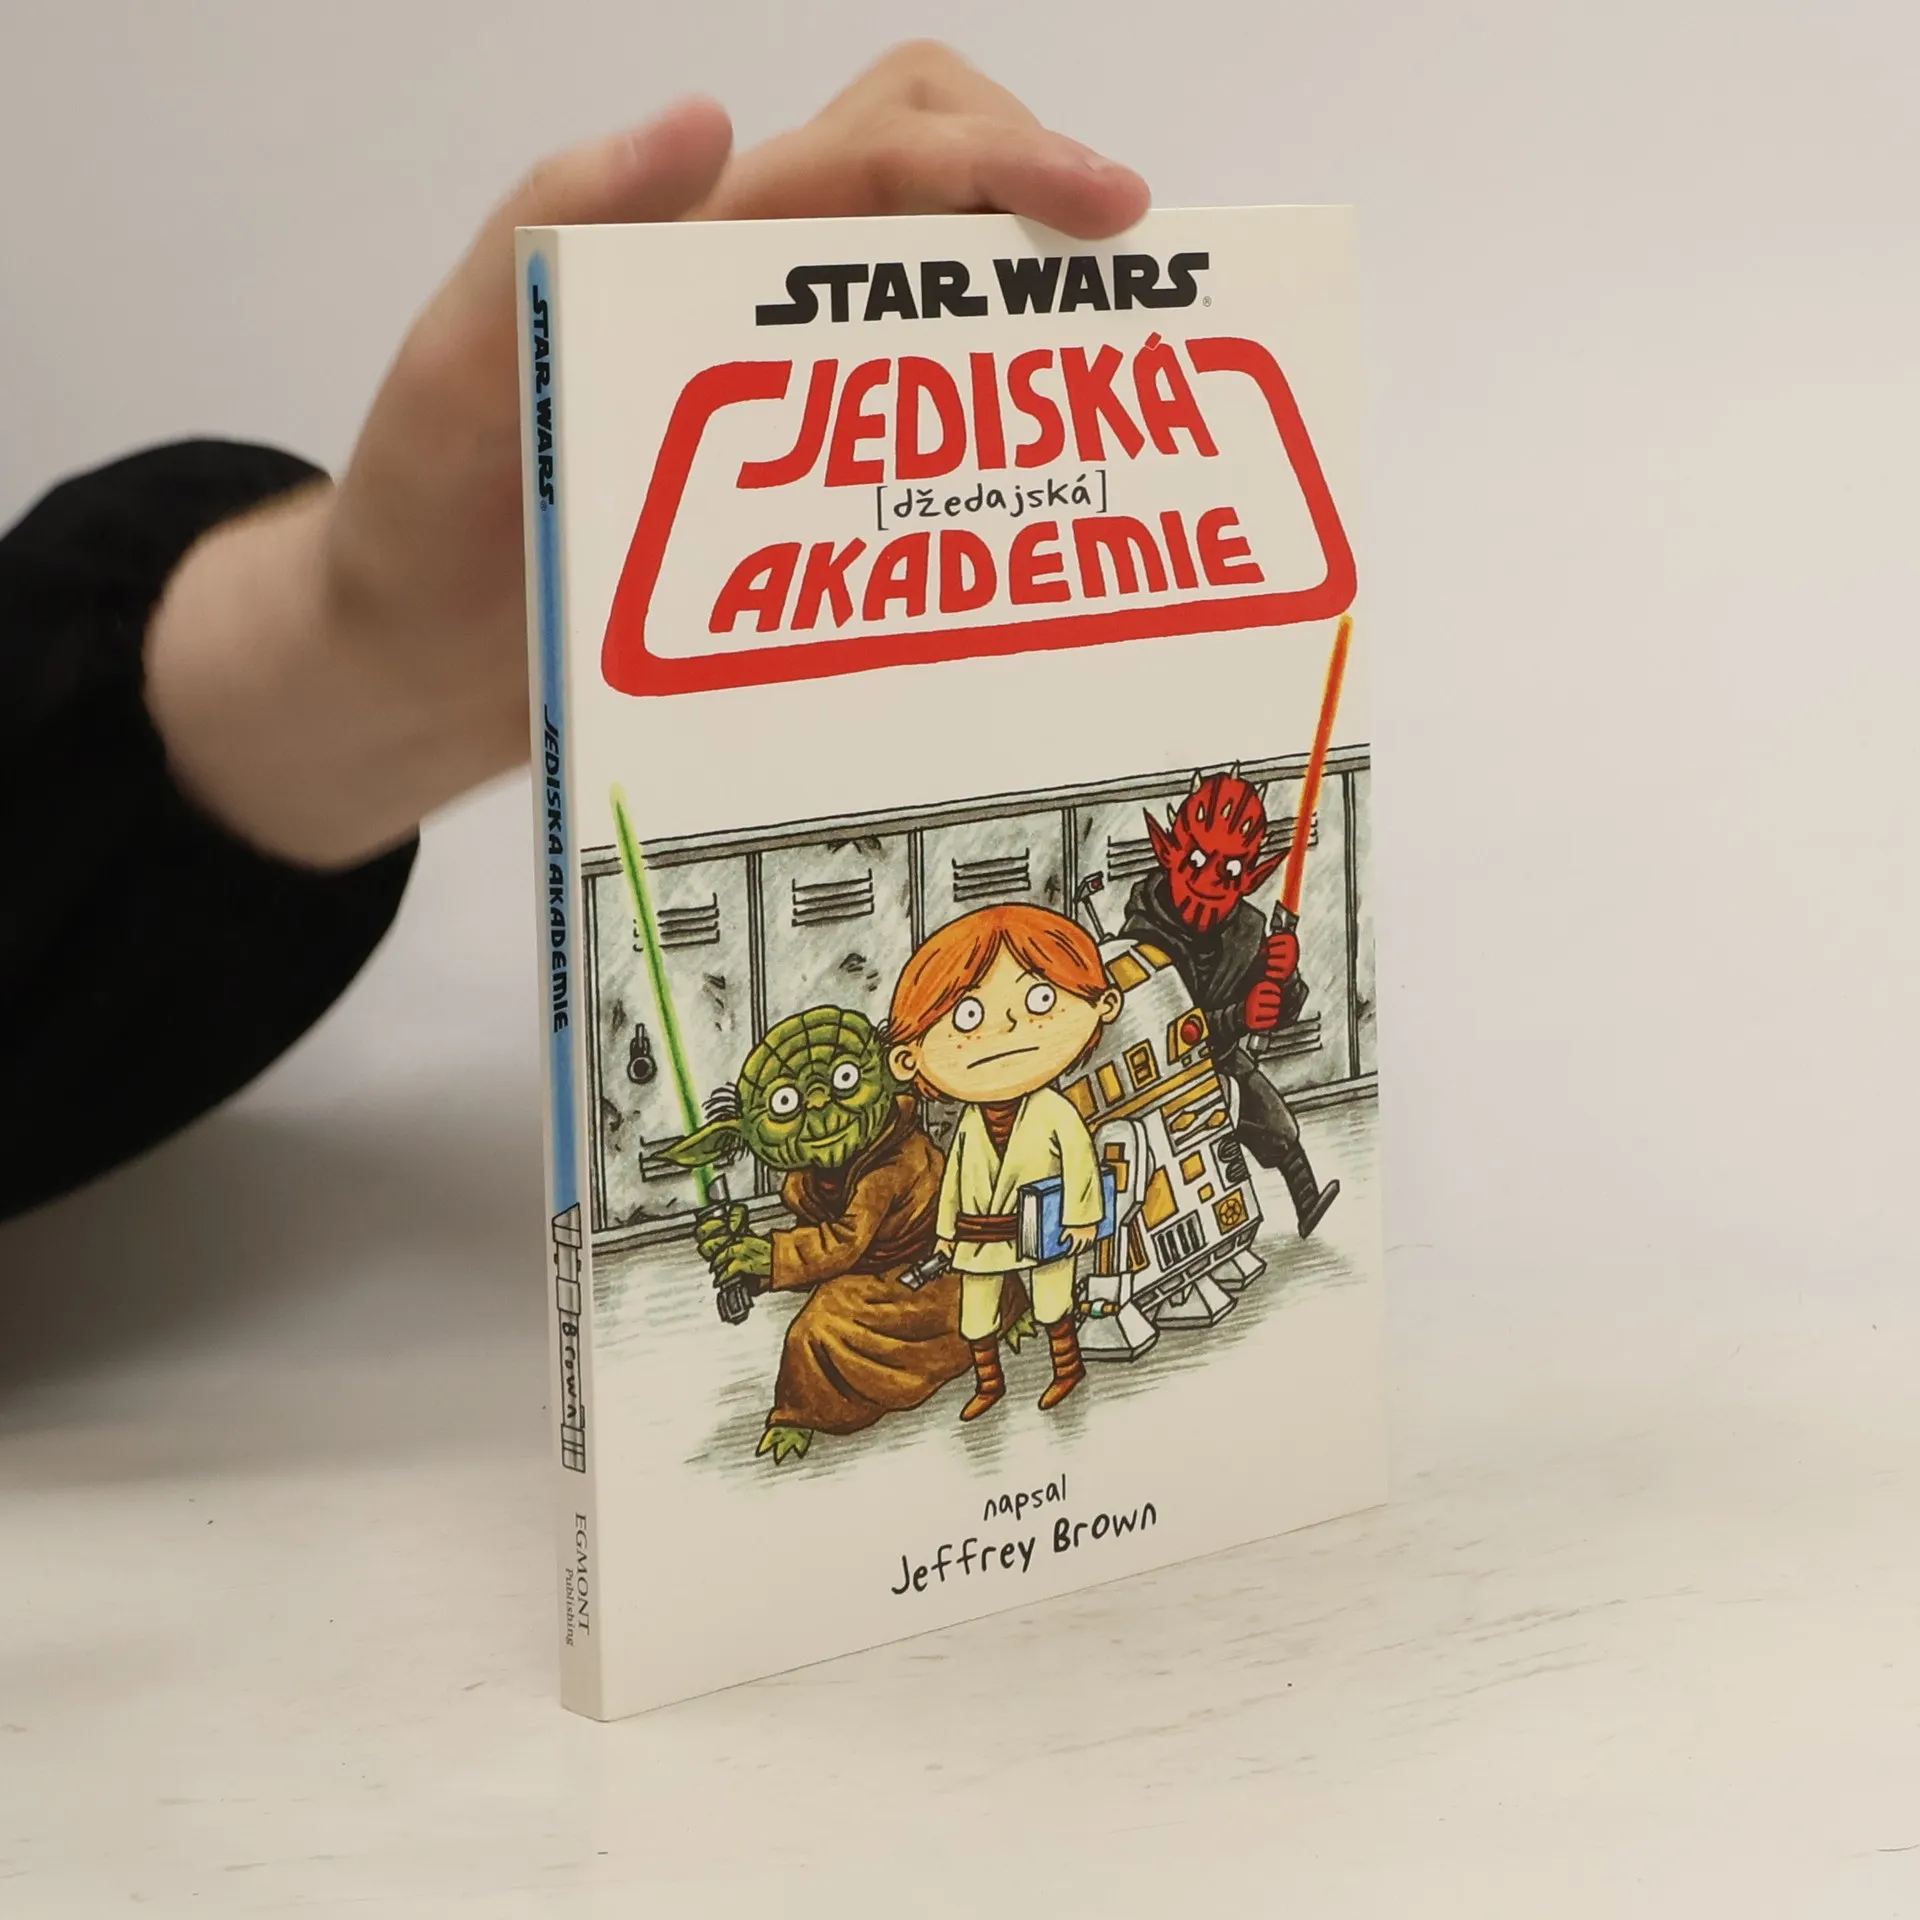 STAR WARS®
JEDISKÁ
[džedajská]
AKADEMIE
napsal
Jeffrey Brown
STAR WARS®
JEDISKÁ AKADEMIE
Brown
EGMONT
Publishing